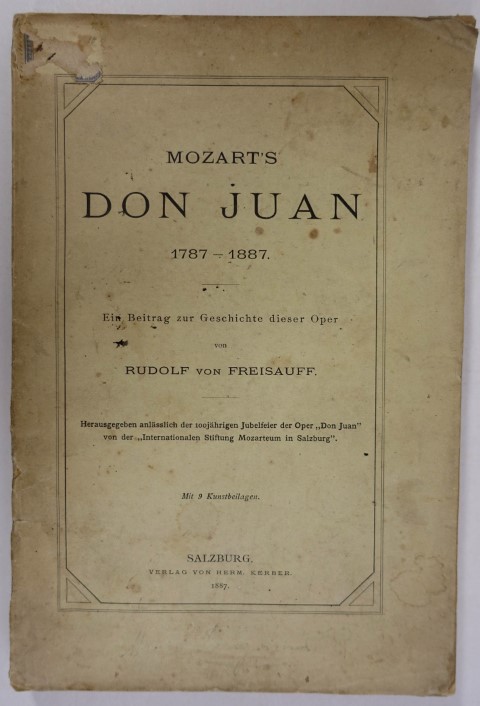 MOZART'S
DON JUAN
1787 – 1887.
Ein Beitrag zur Geschichte dieser Oper
von
RUDOLF VON FREISAUFF.
Herausgegeben anlässlich der 100jährigen Jubelfeier der Oper „Don Juan"
von der „Internationalen Stiftung Mozarteum in Salzburg".
Mit 9 Kunstbeilagen.
SALZBURG.
VERLAG VON HERM. KERBER.
1887.